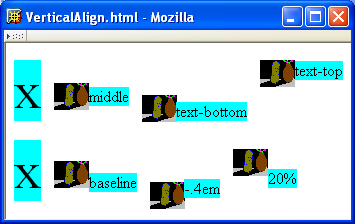 VerticalAlign.html - Mozilla
X middle text-bottom text-top
X baseline -.4em 20%